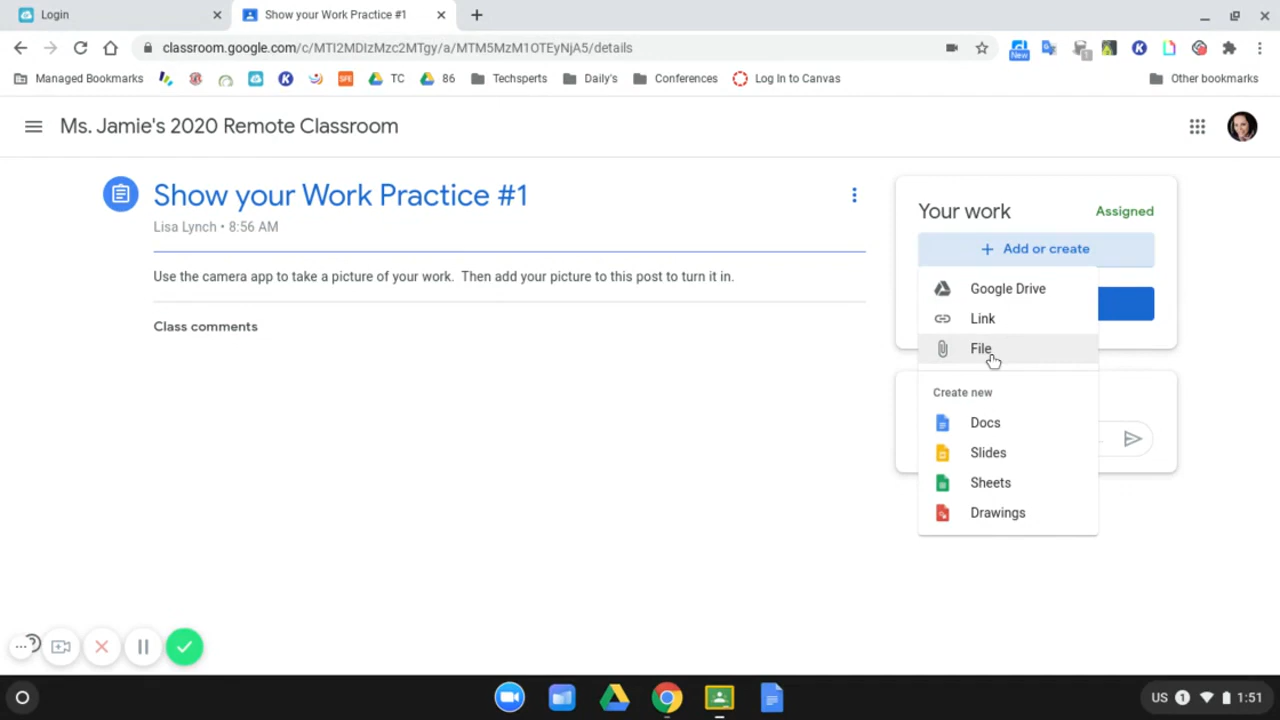 Login
Show your Work Practice #1
classroom.google.com/c/MTI2MDIzMzc2MTgy/a/MTM5MzM1OTEyNjA5/details
New
1
Managed Bookmarks
K
SFE
TC
86
Techsperts
Daily's
Conferences
Log In to Canvas
Other bookmarks
Ms. Jamie's 2020 Remote Classroom
Show your Work Practice #1
Lisa Lynch • 8:56 AM
Use the camera app to take a picture of your work. Then add your picture to this post to turn it in.
Class comments
Your work
Assigned
+ Add or create
Google Drive
Link
File
Create new
Docs
Slides
Sheets
Drawings
US 1 1:51